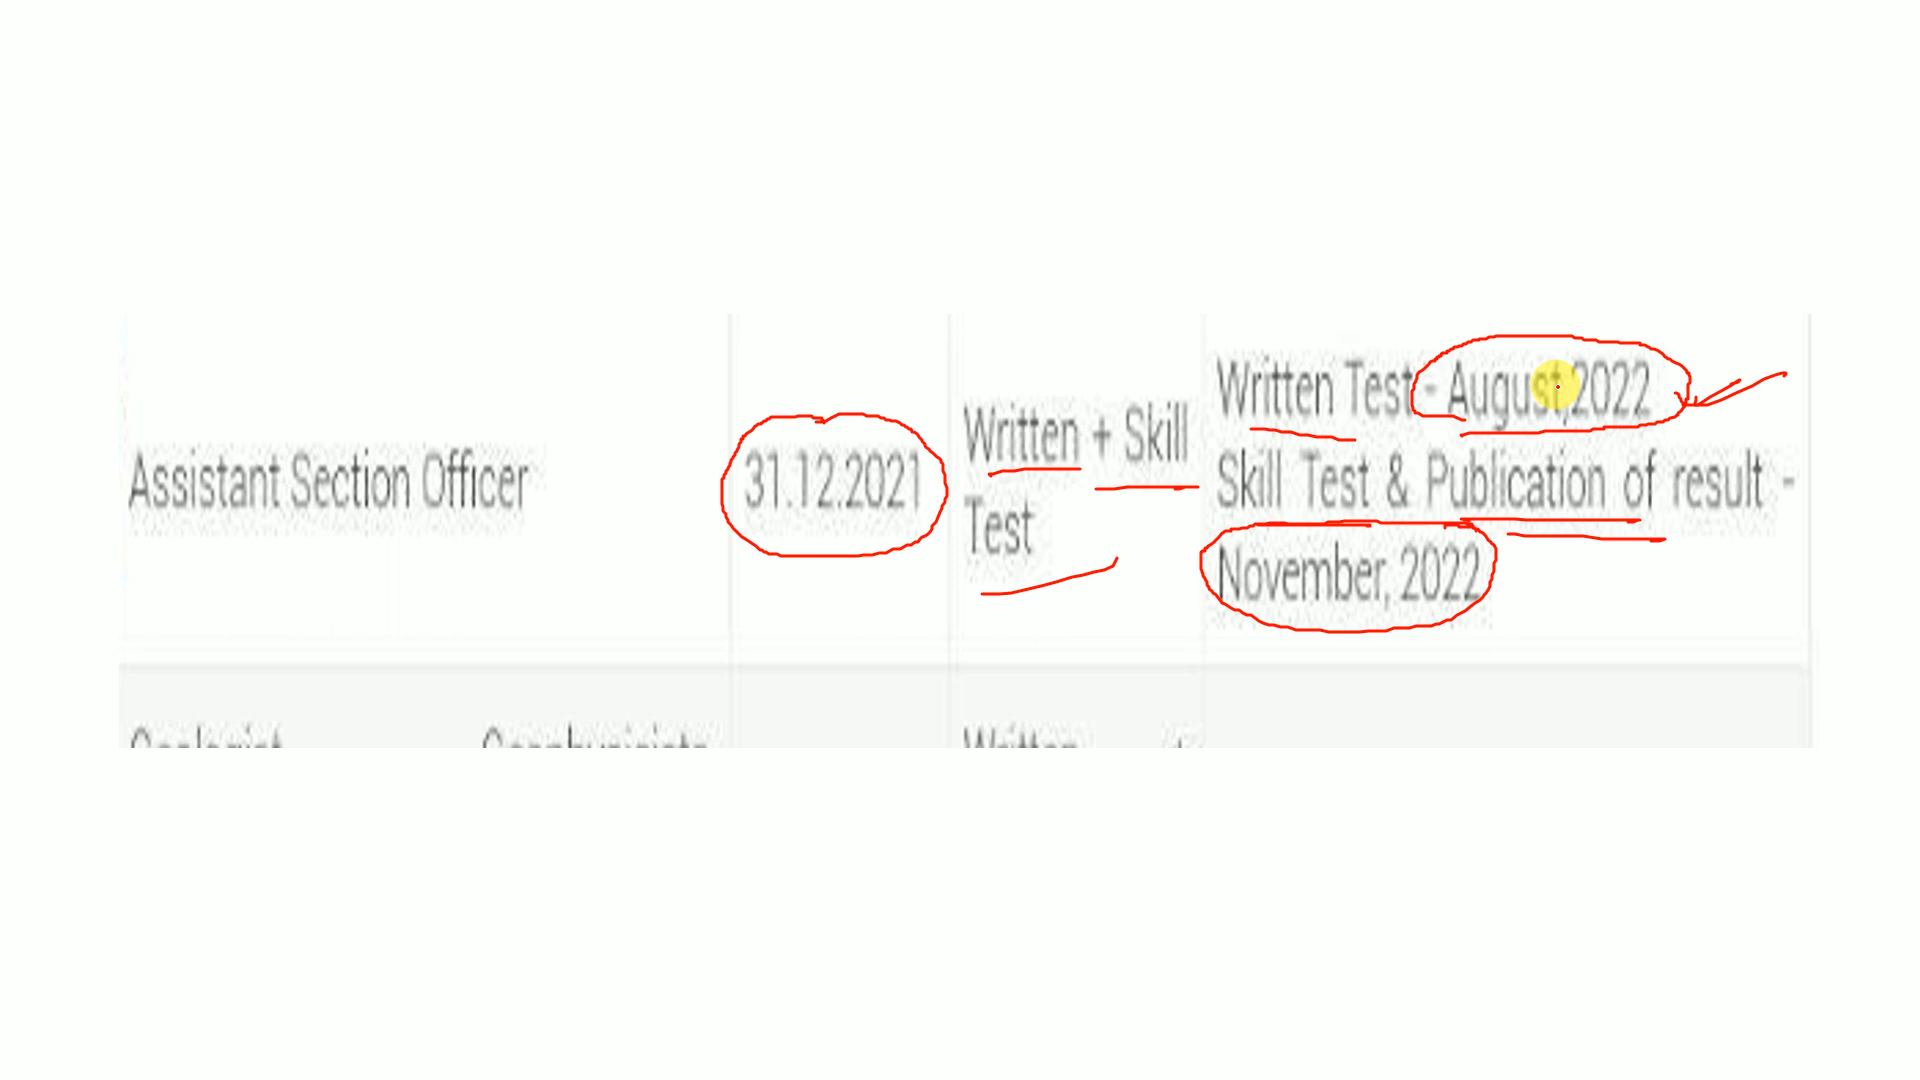 Assistant Section Officer
31.12.2021
Written + Skill
Test
Written Test - August,2022
Skill Test & Publication of result -
November, 2022